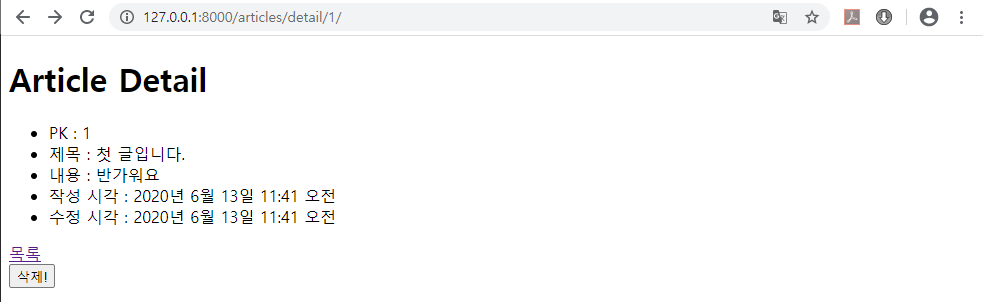 127.0.0.1:8000/articles/detail/1/
Article Detail
PK : 1
제목 : 첫 글입니다.
내용 : 반가워요
작성 시각 : 2020년 6월 13일 11:41 오전
수정 시각 : 2020년 6월 13일 11:41 오전
목록
삭제!